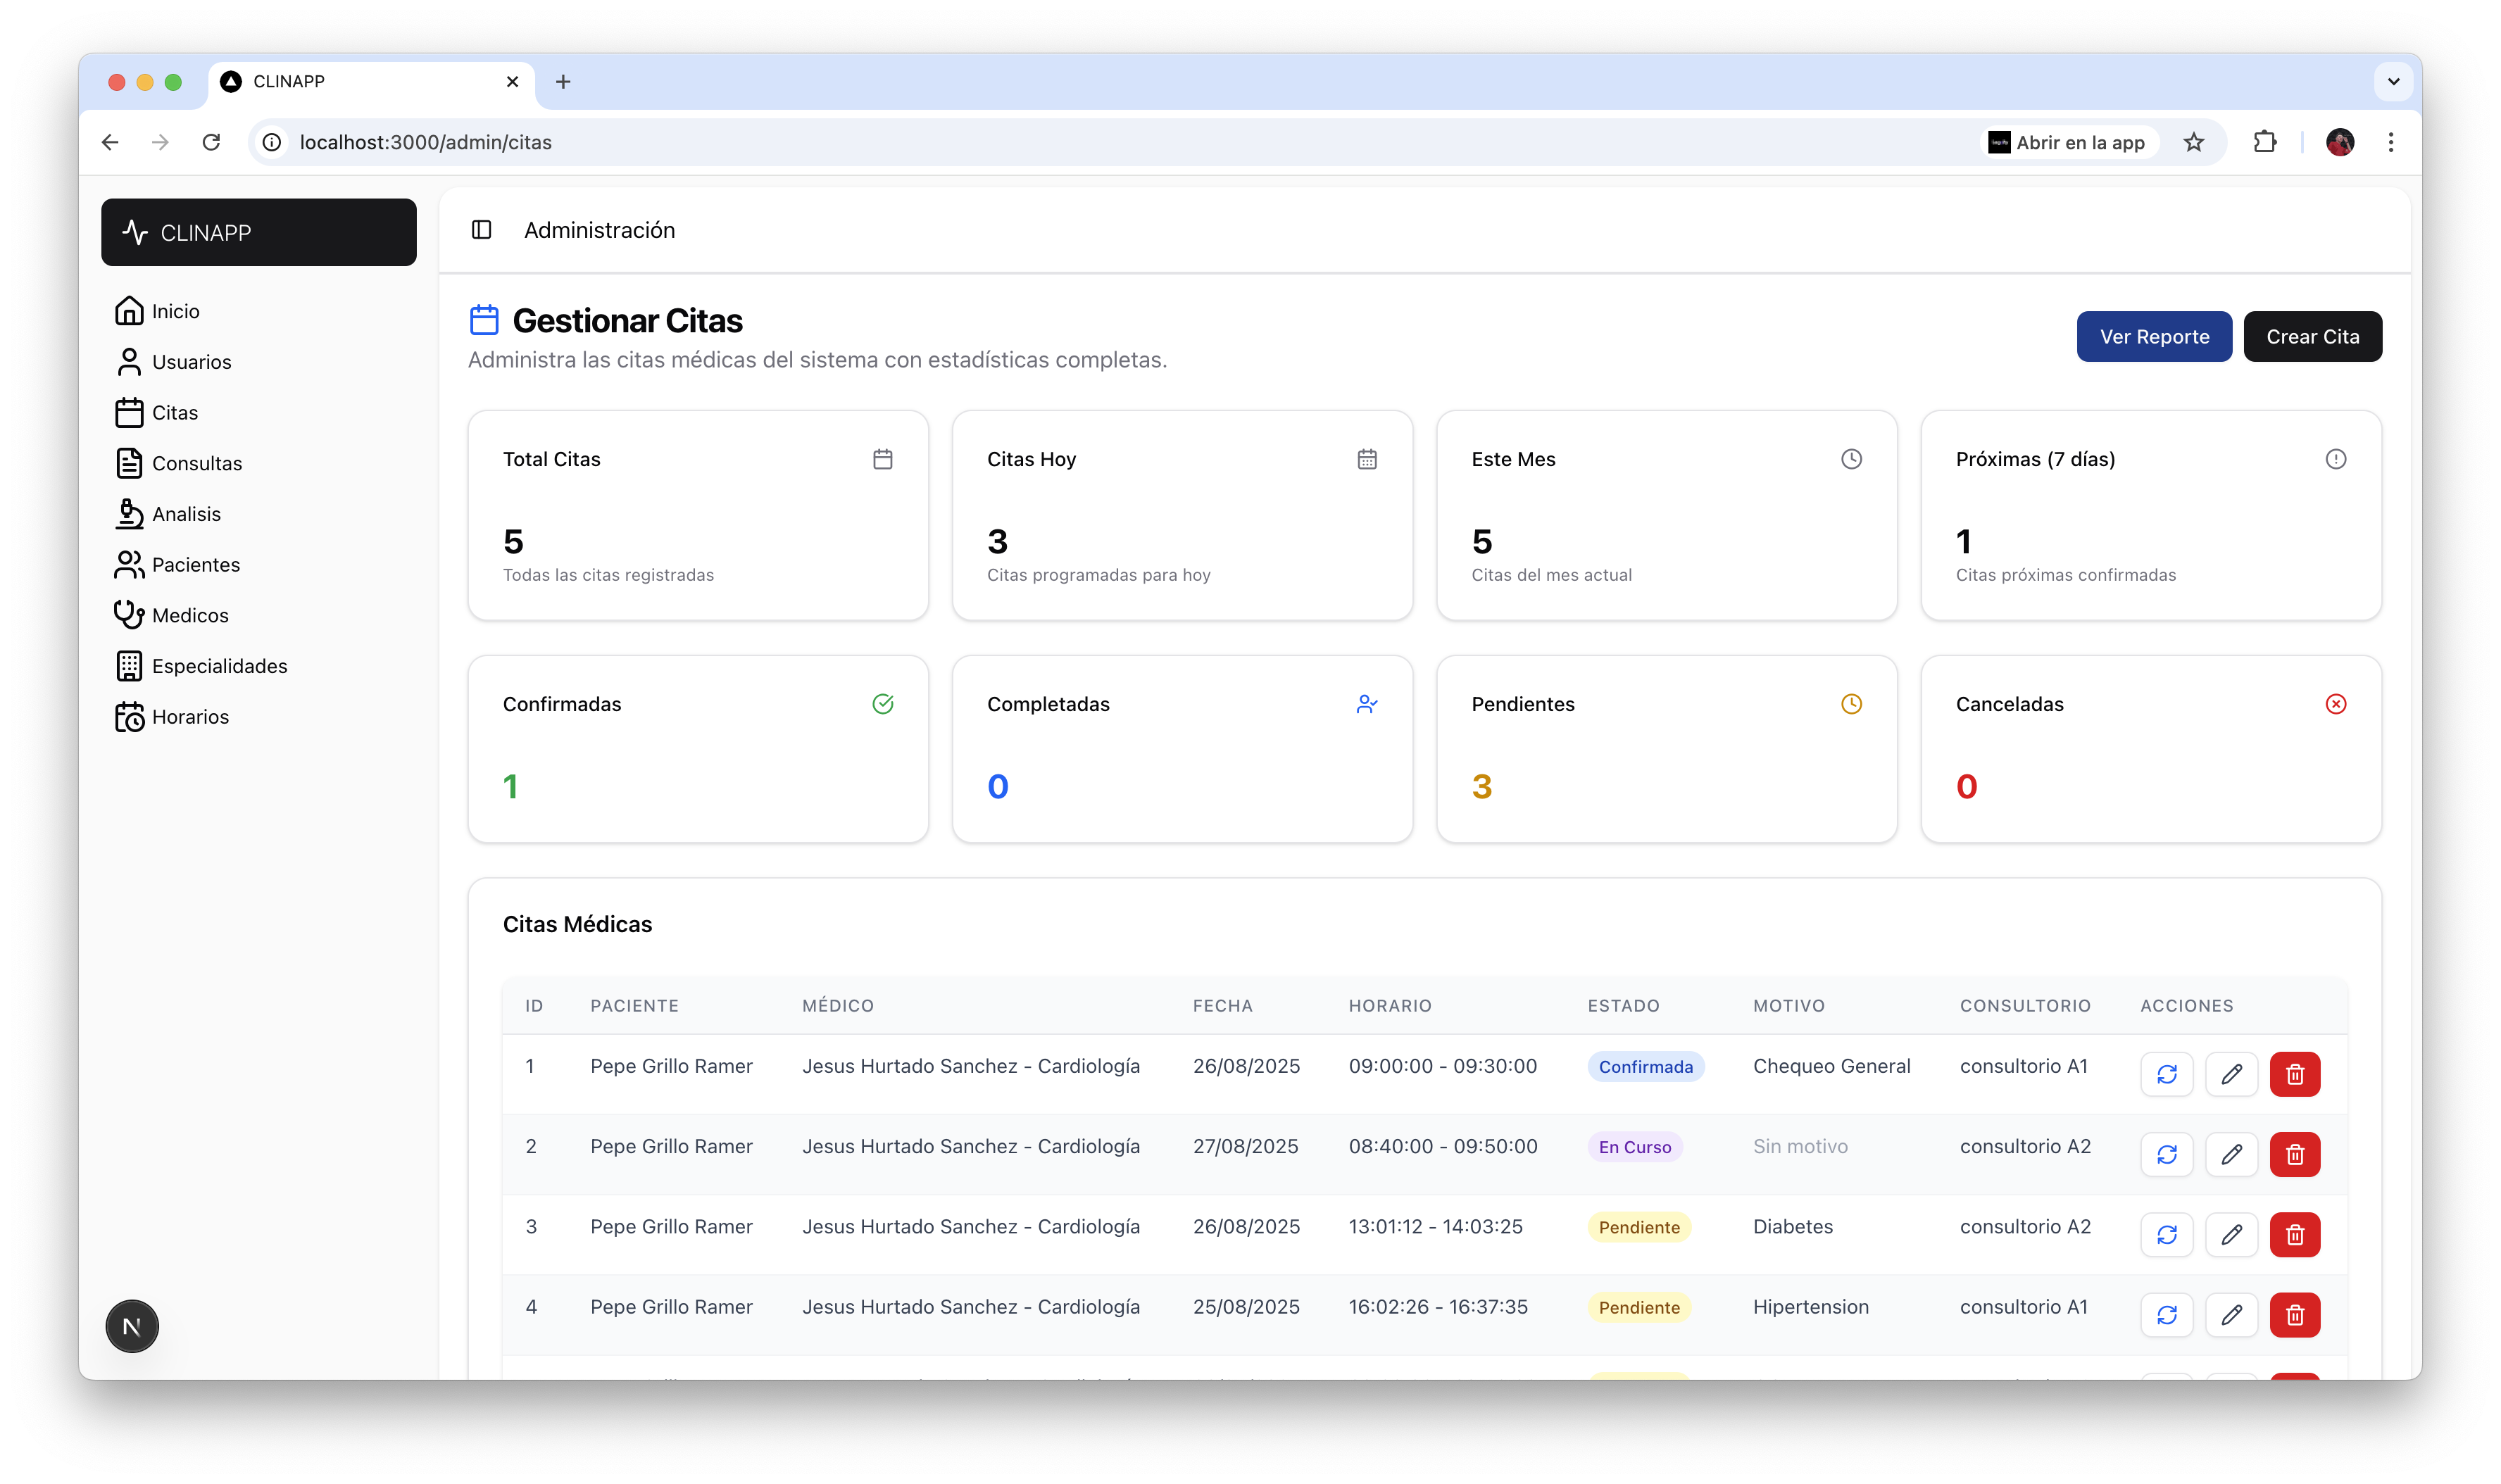 CLINAPP
localhost:3000/admin/citas
Abrir en la app
CLINAPP
Inicio
Usuarios
Citas
Consultas
Analisis
Pacientes
Medicos
Especialidades
Horarios
N
Administración
Gestionar Citas
Administra las citas médicas del sistema con estadísticas completas.
Ver Reporte
Crear Cita
Total Citas
5
Todas las citas registradas
Citas Hoy
3
Citas programadas para hoy
Este Mes
5
Citas del mes actual
Próximas (7 días)
1
Citas próximas confirmadas
Confirmadas
1
Completadas
0
Pendientes
3
Canceladas
0
Citas Médicas
ID PACIENTE MÉDICO FECHA HORARIO ESTADO MOTIVO CONSULTORIO ACCIONES
1 Pepe Grillo Ramer Jesus Hurtado Sanchez - Cardiología 26/08/2025 09:00:00 - 09:30:00 Confirmada Chequeo General consultorio A1
2 Pepe Grillo Ramer Jesus Hurtado Sanchez - Cardiología 27/08/2025 08:40:00 - 09:50:00 En Curso Sin motivo consultorio A2
3 Pepe Grillo Ramer Jesus Hurtado Sanchez - Cardiología 26/08/2025 13:01:12 - 14:03:25 Pendiente Diabetes consultorio A2
4 Pepe Grillo Ramer Jesus Hurtado Sanchez - Cardiología 25/08/2025 16:02:26 - 16:37:35 Pendiente Hipertension consultorio A1